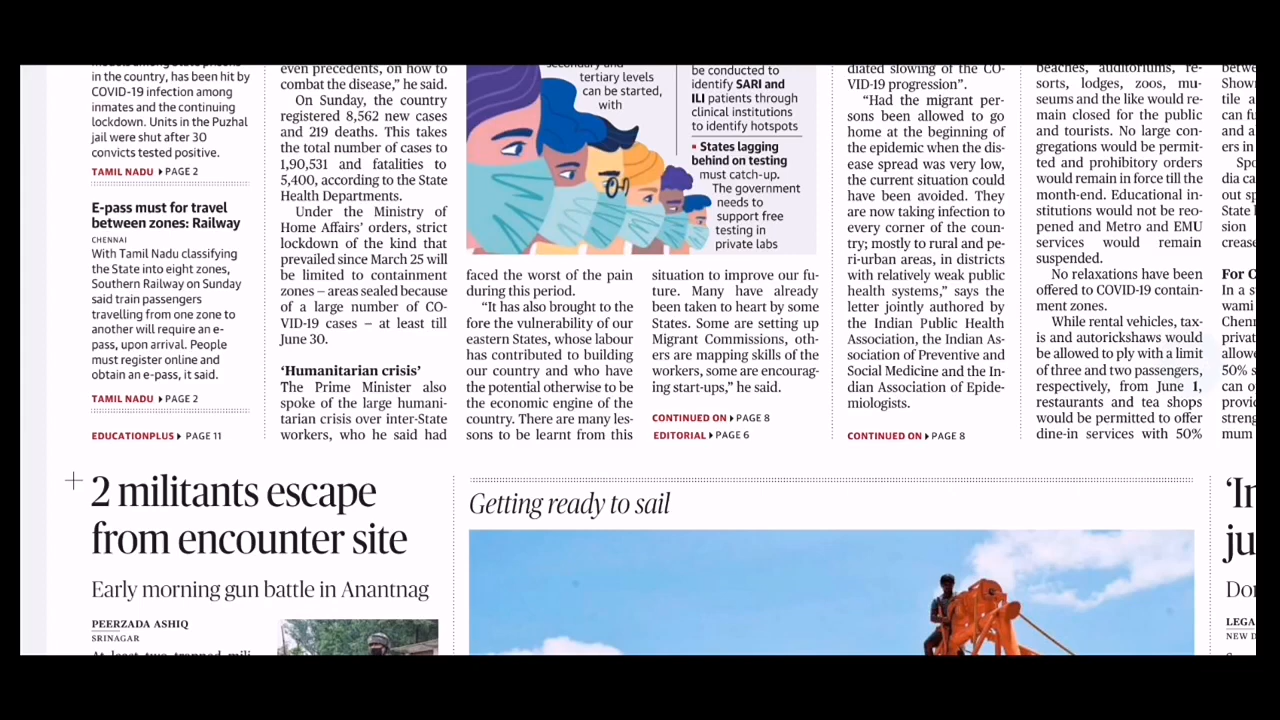 in the country, has been hit by
COVID-19 infection among
inmates and the continuing
lockdown. Units in the Puzhal
jail were shut after 30
convicts tested positive.
TAMIL NADU PAGE 2
E-pass must for travel
between zones: Railway
CHENNAI
With Tamil Nadu classifying
the State into eight zones,
Southern Railway on Sunday
said train passengers
travelling from one zone to
another will require an e-
pass, upon arrival. People
must register online and
obtain an e-pass, it said.
TAMIL NADU PAGE 2
EDUCATIONPLUS PAGE 11
even precedents, on how to
combat the disease,” he said.
On Sunday, the country
registered 8,562 new cases
and 219 deaths. This takes
the total number of cases to
1,90,531 and fatalities to
5,400, according to the State
Health Departments.
Under the Ministry of
Home Affairs’ orders, strict
lockdown of the kind that
prevailed since March 25 will
be limited to containment
zones – areas sealed because
of a large number of CO-
VID-19 cases – at least till
June 30.
‘Humanitarian crisis’
The Prime Minister also
spoke of the large humani-
tarian crisis over inter-State
workers, who he said had
secondary and
tertiary levels
can be started,
with
be conducted to
identify SARI and
ILI patients through
clinical institutions
to identify hotspots
States lagging
behind on testing
must catch-up.
The government
needs to
support free
testing in
private labs
faced the worst of the pain
during this period.
“It has also brought to the
fore the vulnerability of our
eastern States, whose labour
has contributed to building
our country and who have
the potential otherwise to be
the economic engine of the
country. There are many les-
sons to be learnt from this
situation to improve our fu-
ture. Many have already
been taken to heart by some
States. Some are setting up
Migrant Commissions, oth-
ers are mapping skills of the
workers, some are encourag-
ing start-ups,” he said.
CONTINUED ON PAGE 8
EDITORIAL PAGE 6
diated slowing of the CO-
VID-19 progression”.
“Had the migrant per-
sons been allowed to go
home at the beginning of
the epidemic when the dis-
ease spread was very low,
the current situation could
have been avoided. They
are now taking infection to
every corner of the coun-
try; mostly to rural and pe-
ri-urban areas, in districts
with relatively weak public
health systems,” says the
letter jointly authored by
the Indian Public Health
Association, the Indian As-
sociation of Preventive and
Social Medicine and the In-
dian Association of Epide-
miologists.
CONTINUED ON PAGE 8
beaches, auditoriums, re-
sorts, lodges, zoos, mu-
seums and the like would re-
main closed for the public
and tourists. No large con-
gregations would be permit-
ted and prohibitory orders
would remain in force till the
month-end. Educational in-
stitutions would not be reo-
pened and Metro and EMU
services would remain
suspended.
No relaxations have been
offered to COVID-19 contain-
ment zones.
While rental vehicles, tax-
is and autorickshaws would
be allowed to ply with a limit
of three and two passengers,
respectively, from June 1,
restaurants and tea shops
would be permitted to offer
dine-in services with 50%
2 militants escape
from encounter site
Early morning gun battle in Anantnag
PEERZADA ASHIQ
SRINAGAR
Getting ready to sail